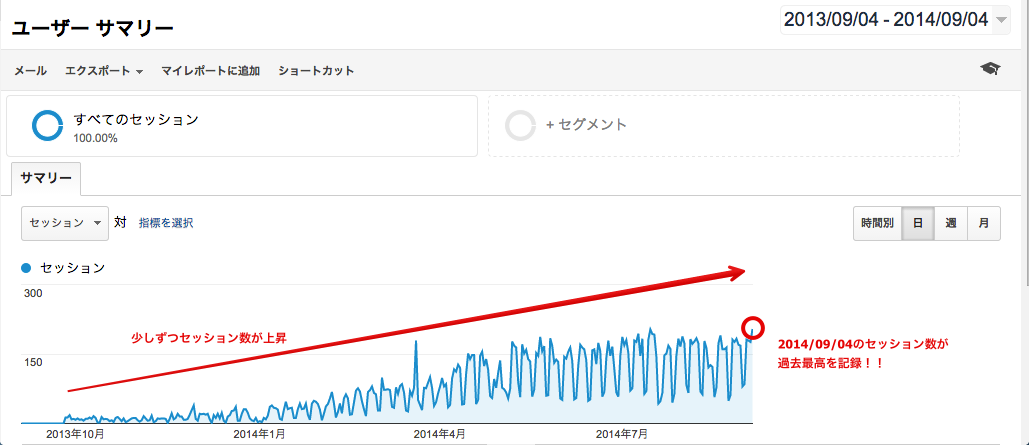 ユーザー サマリー
2013/09/04 - 2014/09/04
メール エクスポート マイレポートに追加 ショートカット
すべてのセッション
100.00%
+ セグメント
サマリー
セッション 対 指標を選択
時間別 日 週 月
セッション
300
少しずつセッション数が上昇
2014/09/04のセッション数が
過去最高を記録！！
150
2013年10月 2014年1月 2014年4月 2014年7月